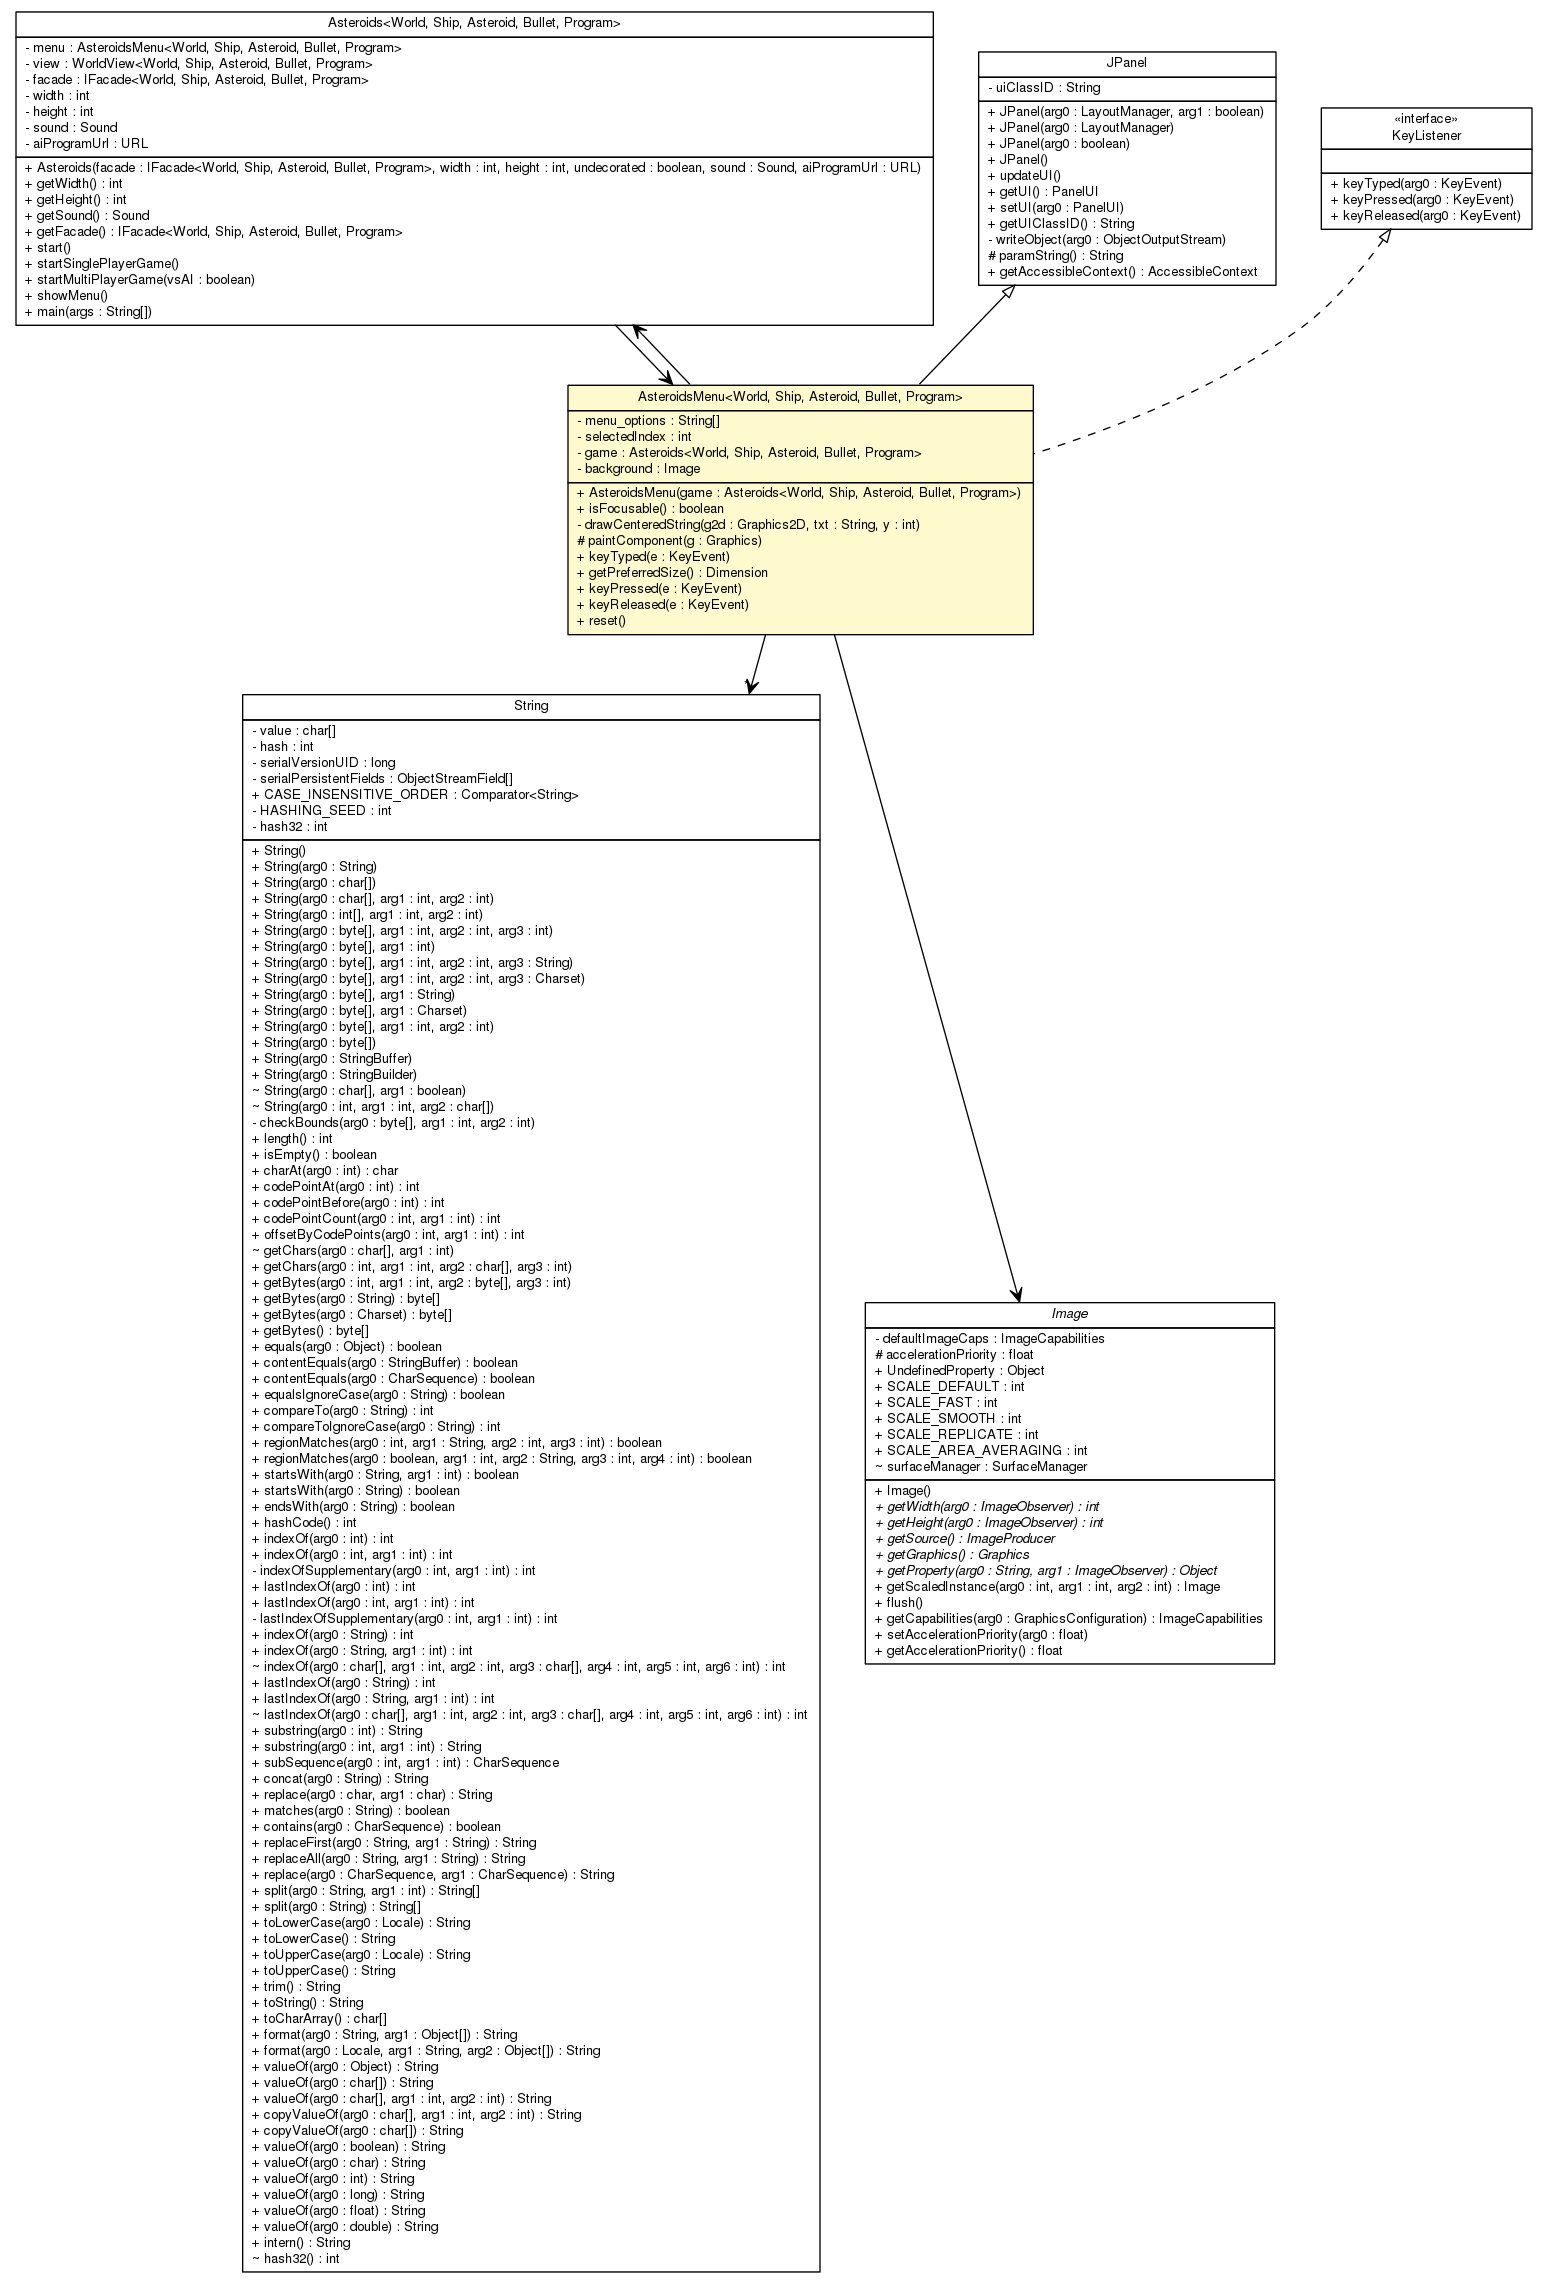 Asteroids<World, Ship, Asteroid, Bullet, Program>
- menu : AsteroidsMenu<World, Ship, Asteroid, Bullet, Program>
- view : WorldView<World, Ship, Asteroid, Bullet, Program>
- facade : IFacade<World, Ship, Asteroid, Bullet, Program>
- width : int
- height : int
- sound : Sound
- aiProgramUrl : URL
+ Asteroids(facade : IFacade<World, Ship, Asteroid, Bullet, Program>, width : int, height : int, undecorated : boolean, sound : Sound, aiProgramUrl : URL)
+ getWidth() : int
+ getHeight() : int
+ getSound() : Sound
+ getFacade() : IFacade<World, Ship, Asteroid, Bullet, Program>
+ start()
+ startSinglePlayerGame()
+ startMultiPlayerGame(vsAI : boolean)
+ showMenu()
+ main(args : String[])
JPanel
- uiClassID : String
+ JPanel(arg0 : LayoutManager, arg1 : boolean)
+ JPanel(arg0 : LayoutManager)
+ JPanel(arg0 : boolean)
+ JPanel()
+ updateUI()
+ getUI() : PanelUI
+ setUI(arg0 : PanelUI)
+ getUIClassID() : String
- writeObject(arg0 : ObjectOutputStream)
# paramString() : String
+ getAccessibleContext() : AccessibleContext
«interface»
KeyListener
+ keyTyped(arg0 : KeyEvent)
+ keyPressed(arg0 : KeyEvent)
+ keyReleased(arg0 : KeyEvent)
AsteroidsMenu<World, Ship, Asteroid, Bullet, Program>
- menu_options : String[]
- selectedIndex : int
- game : Asteroids<World, Ship, Asteroid, Bullet, Program>
- background : Image
+ AsteroidsMenu(game : Asteroids<World, Ship, Asteroid, Bullet, Program>)
+ isFocusable() : boolean
- drawCenteredString(g2d : Graphics2D, txt : String, y : int)
# paintComponent(g : Graphics)
+ keyTyped(e : KeyEvent)
+ getPreferredSize() : Dimension
+ keyPressed(e : KeyEvent)
+ keyReleased(e : KeyEvent)
+ reset()
*
String
- value : char[]
- hash : int
- serialVersionUID : long
- serialPersistentFields : ObjectStreamField[]
+ CASE_INSENSITIVE_ORDER : Comparator<String>
- HASHING_SEED : int
- hash32 : int
+ String()
+ String(arg0 : String)
+ String(arg0 : char[])
+ String(arg0 : char[], arg1 : int, arg2 : int)
+ String(arg0 : int[], arg1 : int, arg2 : int)
+ String(arg0 : byte[], arg1 : int, arg2 : int, arg3 : int)
+ String(arg0 : byte[], arg1 : int)
+ String(arg0 : byte[], arg1 : int, arg2 : int, arg3 : String)
+ String(arg0 : byte[], arg1 : int, arg2 : int, arg3 : Charset)
+ String(arg0 : byte[], arg1 : String)
+ String(arg0 : byte[], arg1 : Charset)
+ String(arg0 : byte[], arg1 : int, arg2 : int)
+ String(arg0 : byte[])
+ String(arg0 : StringBuffer)
+ String(arg0 : StringBuilder)
~ String(arg0 : char[], arg1 : boolean)
~ String(arg0 : int, arg1 : int, arg2 : char[])
- checkBounds(arg0 : byte[], arg1 : int, arg2 : int)
+ length() : int
+ isEmpty() : boolean
+ charAt(arg0 : int) : char
+ codePointAt(arg0 : int) : int
+ codePointBefore(arg0 : int) : int
+ codePointCount(arg0 : int, arg1 : int) : int
+ offsetByCodePoints(arg0 : int, arg1 : int) : int
~ getChars(arg0 : char[], arg1 : int)
+ getChars(arg0 : int, arg1 : int, arg2 : char[], arg3 : int)
+ getBytes(arg0 : int, arg1 : int, arg2 : byte[], arg3 : int)
+ getBytes(arg0 : String) : byte[]
+ getBytes(arg0 : Charset) : byte[]
+ getBytes() : byte[]
+ equals(arg0 : Object) : boolean
+ contentEquals(arg0 : StringBuffer) : boolean
+ contentEquals(arg0 : CharSequence) : boolean
+ equalsIgnoreCase(arg0 : String) : boolean
+ compareTo(arg0 : String) : int
+ compareToIgnoreCase(arg0 : String) : int
+ regionMatches(arg0 : int, arg1 : String, arg2 : int, arg3 : int) : boolean
+ regionMatches(arg0 : boolean, arg1 : int, arg2 : String, arg3 : int, arg4 : int) : boolean
+ startsWith(arg0 : String, arg1 : int) : boolean
+ startsWith(arg0 : String) : boolean
+ endsWith(arg0 : String) : boolean
+ hashCode() : int
+ indexOf(arg0 : int) : int
+ indexOf(arg0 : int, arg1 : int) : int
- indexOfSupplementary(arg0 : int, arg1 : int) : int
+ lastIndexOf(arg0 : int) : int
+ lastIndexOf(arg0 : int, arg1 : int) : int
- lastIndexOfSupplementary(arg0 : int, arg1 : int) : int
+ indexOf(arg0 : String) : int
+ indexOf(arg0 : String, arg1 : int) : int
~ indexOf(arg0 : char[], arg1 : int, arg2 : int, arg3 : char[], arg4 : int, arg5 : int, arg6 : int) : int
+ lastIndexOf(arg0 : String) : int
+ lastIndexOf(arg0 : String, arg1 : int) : int
~ lastIndexOf(arg0 : char[], arg1 : int, arg2 : int, arg3 : char[], arg4 : int, arg5 : int, arg6 : int) : int
+ substring(arg0 : int) : String
+ substring(arg0 : int, arg1 : int) : String
+ subSequence(arg0 : int, arg1 : int) : CharSequence
+ concat(arg0 : String) : String
+ replace(arg0 : char, arg1 : char) : String
+ matches(arg0 : String) : boolean
+ contains(arg0 : CharSequence) : boolean
+ replaceFirst(arg0 : String, arg1 : String) : String
+ replaceAll(arg0 : String, arg1 : String) : String
+ replace(arg0 : CharSequence, arg1 : CharSequence) : String
+ split(arg0 : String, arg1 : int) : String[]
+ split(arg0 : String) : String[]
+ toLowerCase(arg0 : Locale) : String
+ toLowerCase() : String
+ toUpperCase(arg0 : Locale) : String
+ toUpperCase() : String
+ trim() : String
+ toString() : String
+ toCharArray() : char[]
+ format(arg0 : String, arg1 : Object[]) : String
+ format(arg0 : Locale, arg1 : String, arg2 : Object[]) : String
+ valueOf(arg0 : Object) : String
+ valueOf(arg0 : char[]) : String
+ valueOf(arg0 : char[], arg1 : int, arg2 : int) : String
+ copyValueOf(arg0 : char[], arg1 : int, arg2 : int) : String
+ copyValueOf(arg0 : char[]) : String
+ valueOf(arg0 : boolean) : String
+ valueOf(arg0 : char) : String
+ valueOf(arg0 : int) : String
+ valueOf(arg0 : long) : String
+ valueOf(arg0 : float) : String
+ valueOf(arg0 : double) : String
+ intern() : String
~ hash32() : int
Image
- defaultImageCaps : ImageCapabilities
# accelerationPriority : float
+ UndefinedProperty : Object
+ SCALE_DEFAULT : int
+ SCALE_FAST : int
+ SCALE_SMOOTH : int
+ SCALE_REPLICATE : int
+ SCALE_AREA_AVERAGING : int
~ surfaceManager : SurfaceManager
+ Image()
+ getWidth(arg0 : ImageObserver) : int
+ getHeight(arg0 : ImageObserver) : int
+ getSource() : ImageProducer
+ getGraphics() : Graphics
+ getProperty(arg0 : String, arg1 : ImageObserver) : Object
+ getScaledInstance(arg0 : int, arg1 : int, arg2 : int) : Image
+ flush()
+ getCapabilities(arg0 : GraphicsConfiguration) : ImageCapabilities
+ setAccelerationPriority(arg0 : float)
+ getAccelerationPriority() : float